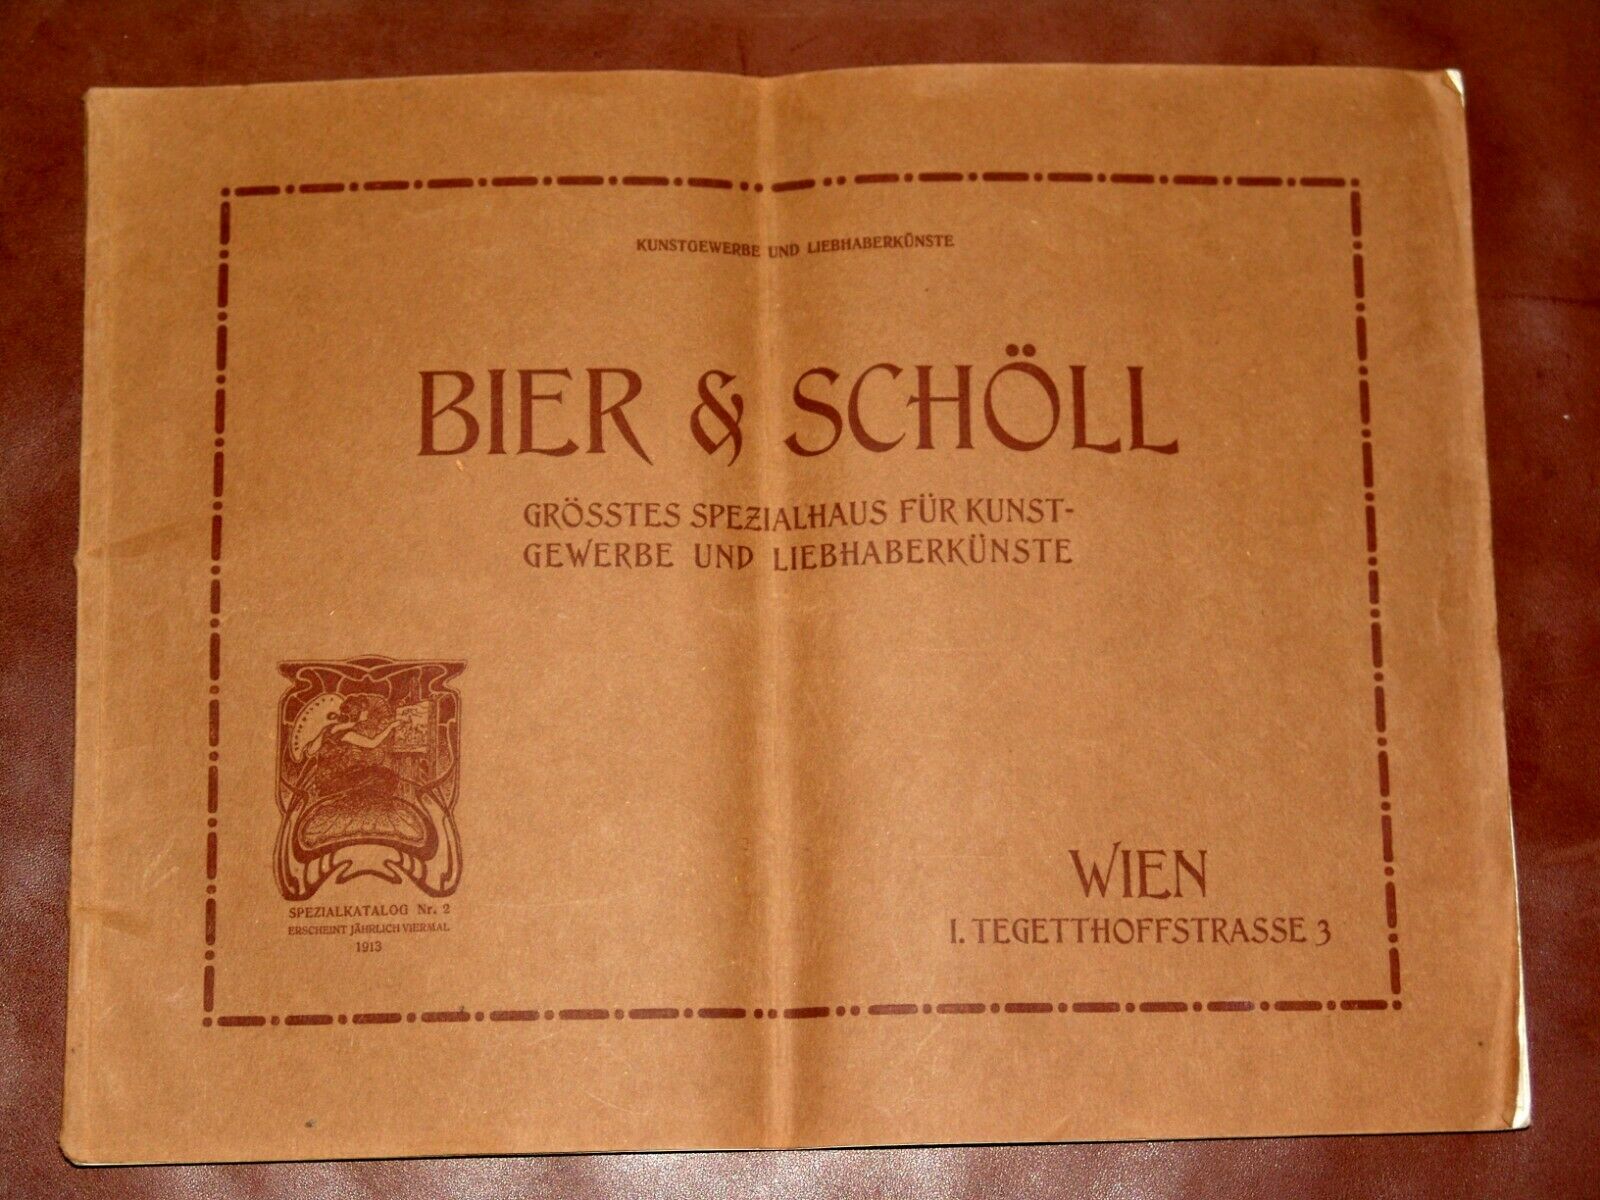 KUNSTGEWERBE UND LIEBHABERKÜNSTE
BIER & SCHÖLL
GRÖSSTES SPEZIALHAUS FÜR KUNST-
GEWERBE UND LIEBHABERKÜNSTE
SPEZIALKATALOG Nr. 2
ERSCHEINT JÄHRLICH VIERMAL
1913
WIEN
I. TEGETTHOFFSTRASSE 3